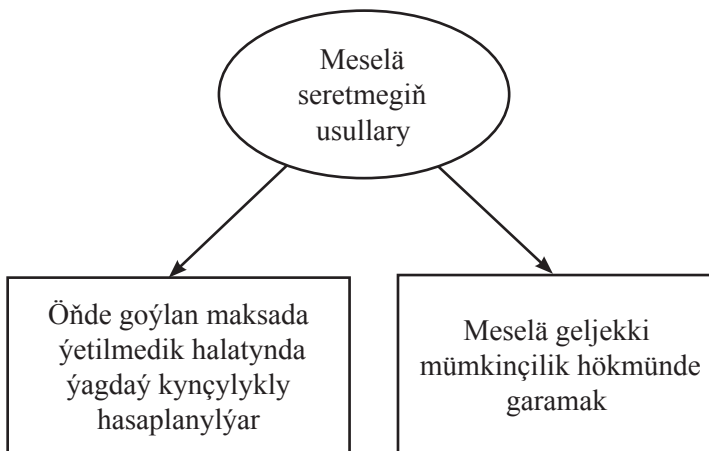 Meselä
seretmegiň
usullary
Öňde goýlan maksada
ýetilmedik halatynda
ýagdaý kynçylykly
hasaplanylýar
Meselä geljekki
mümkinçilik hökmünde
garamak